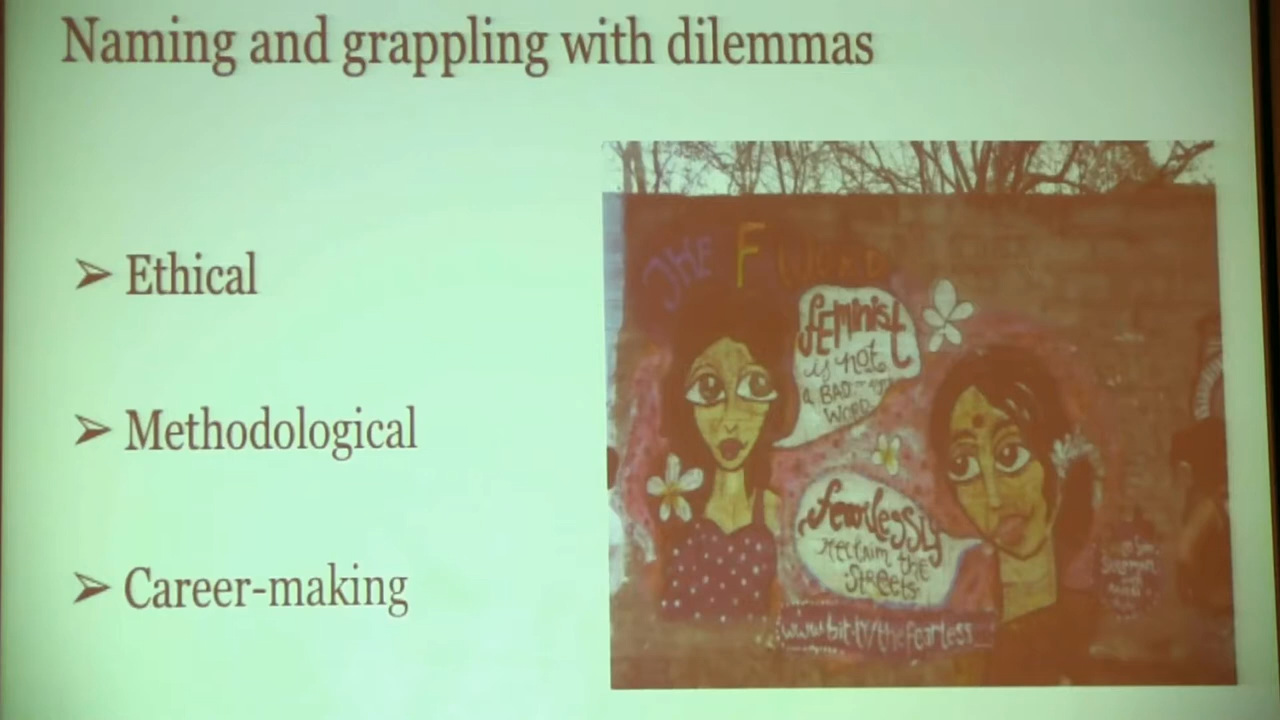 Naming and grappling with dilemmas
➢ Ethical
➢ Methodological
➢ Career-making
THE F WORD
fEMinist
is not
a BAD
WORD
fearlessly
RECLAIM the
StReets
www.bit.ly/thefearless